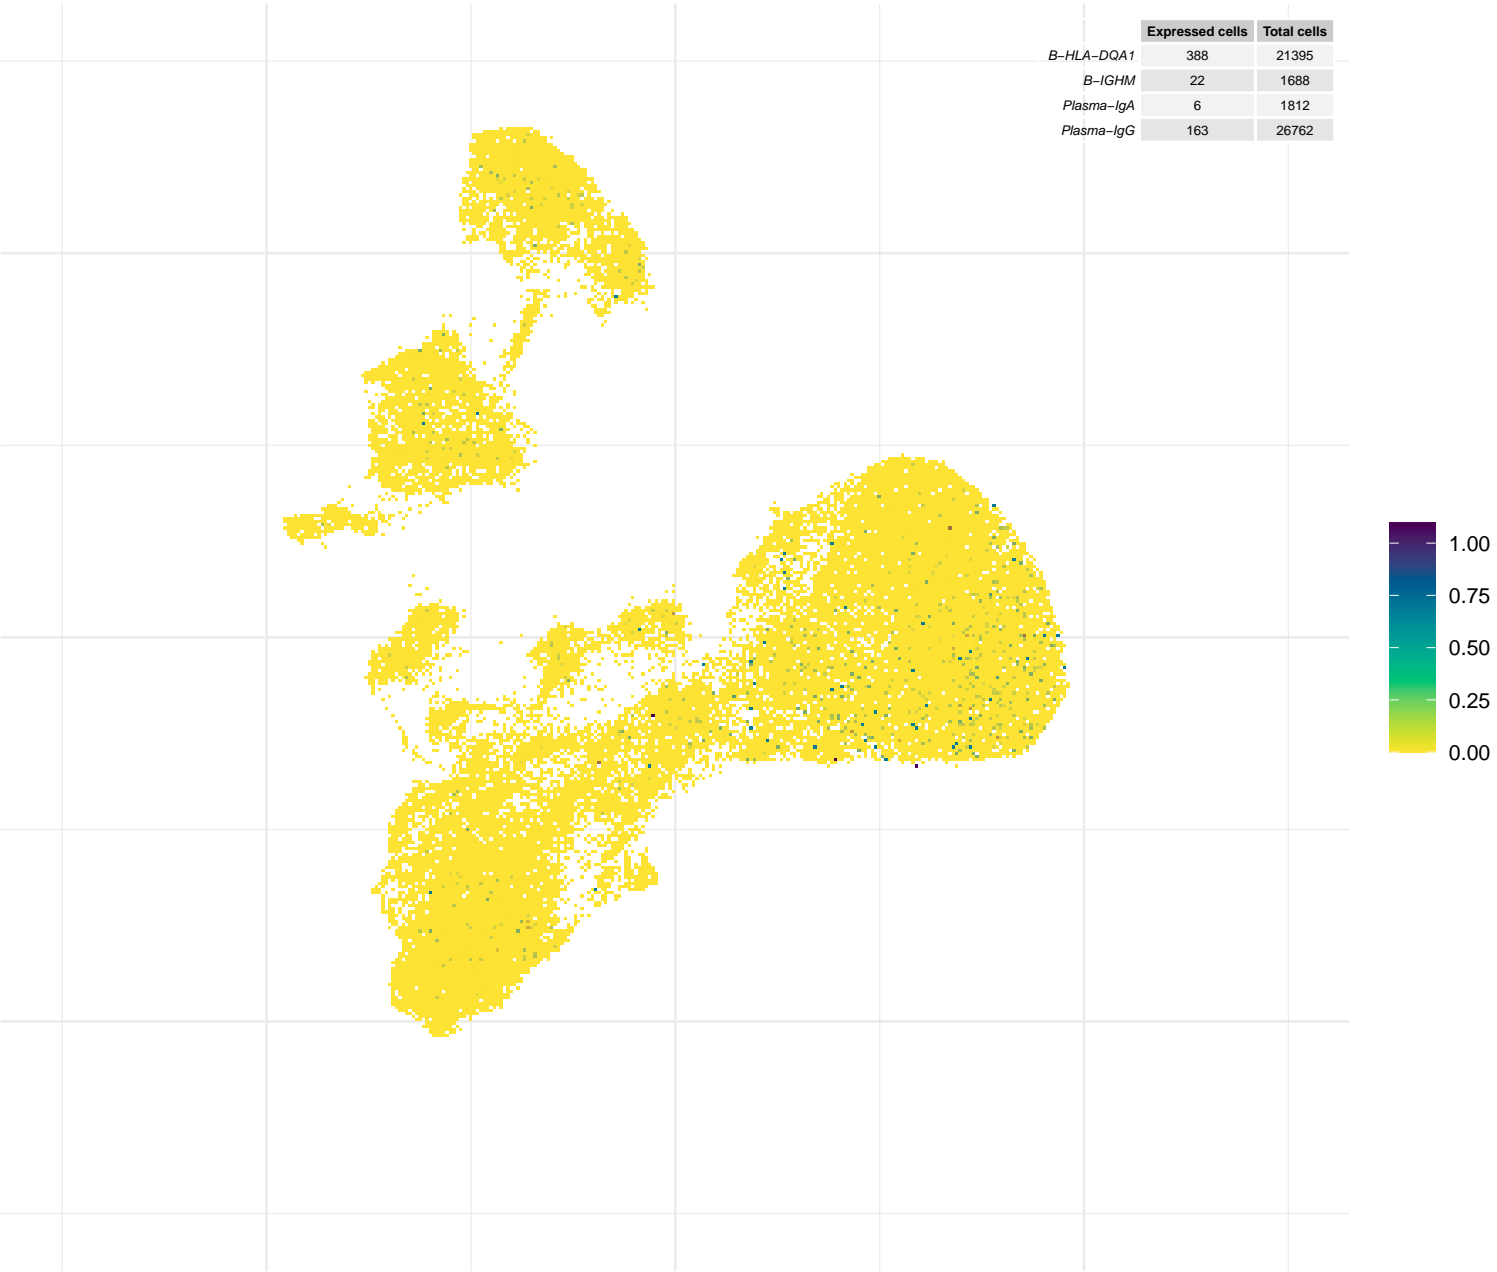 Expressed cells Total cells
B−HLA−DQA1 388 21395
B−IGHM 22 1688
Plasma−IgA 6 1812
Plasma−IgG 163 26762
1.00
0.75
0.50
0.25
0.00